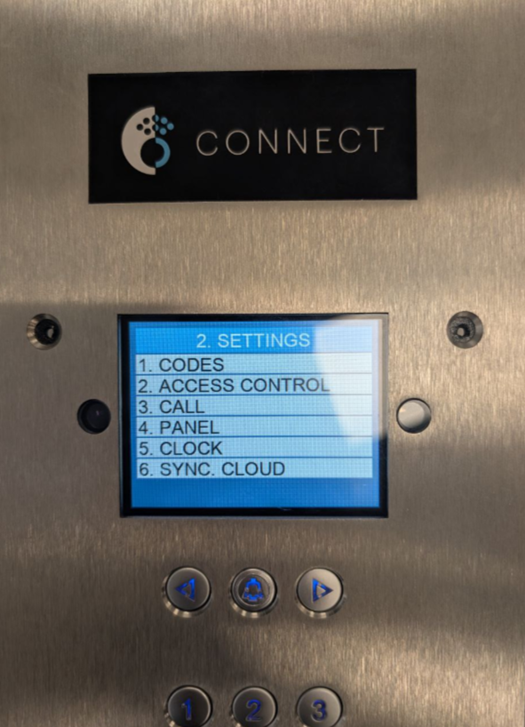 CONNECT
2. SETTINGS
1. CODES
2. ACCESS CONTROL
3. CALL
4. PANEL
5. CLOCK
6. SYNC. CLOUD
1 2 3